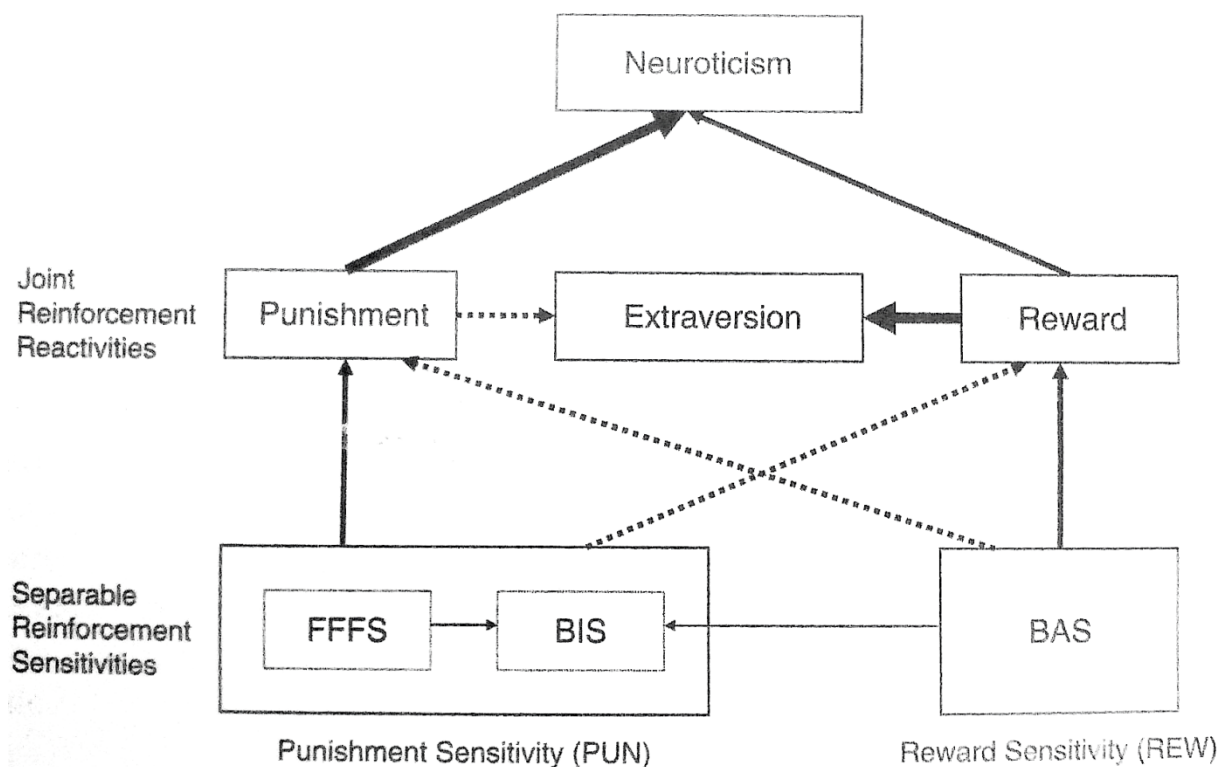 Neuroticism
Joint
Reinforcement
Reactivities
Punishment
Extraversion
Reward
Separable
Reinforcement
Sensitivities
FFFS
BIS
BAS
Punishment Sensitivity (PUN)
Reward Sensitivity (REW)